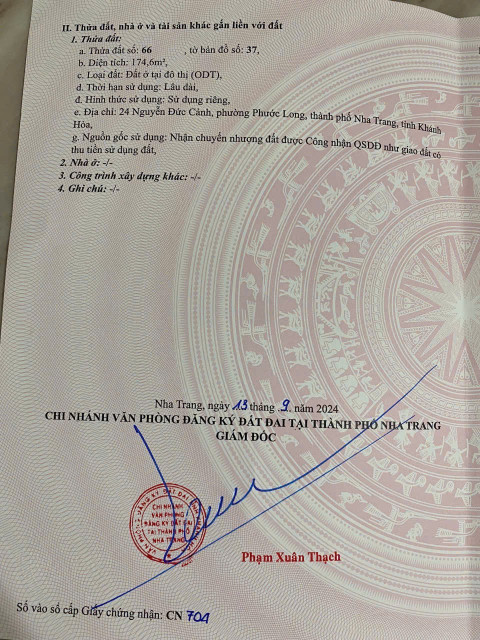 II. Thửa đất, nhà ở và tài sản khác gắn liền với đất
1. Thửa đất:
a. Thửa đất số: 66 , tờ bản đồ số: 37,
b. Diện tích: 174,6m²,
c. Loại đất: Đất ở tại đô thị (ODT),
d. Thời hạn sử dụng: Lâu dài,
đ. Hình thức sử dụng: Sử dụng riêng,
e. Địa chỉ: 24 Nguyễn Đức Cảnh, phường Phước Long, thành phố Nha Trang, tỉnh Khánh
Hòa,
g. Nguồn gốc sử dụng: Nhận chuyển nhượng đất được Công nhận QSDĐ như giao đất có
thu tiền sử dụng đất,
2. Nhà ở: -/-
3. Công trình xây dựng khác: -/-
4. Ghi chú: -/-
Nha Trang, ngày 13 tháng 9. năm 2024
CHI NHÁNH VĂN PHÒNG ĐĂNG KÝ ĐẤT ĐAI TẠI THÀNH PHỐ NHA TRANG
GIÁM ĐỐC
CHI NHÁNH
VĂN PHÒNG
ĐĂNG KÝ ĐẤT ĐAI
TẠI THÀNH PHỐ
NHA TRANG
Phạm Xuân Thạch
Số vào sổ cấp Giấy chứng nhận: CN 704